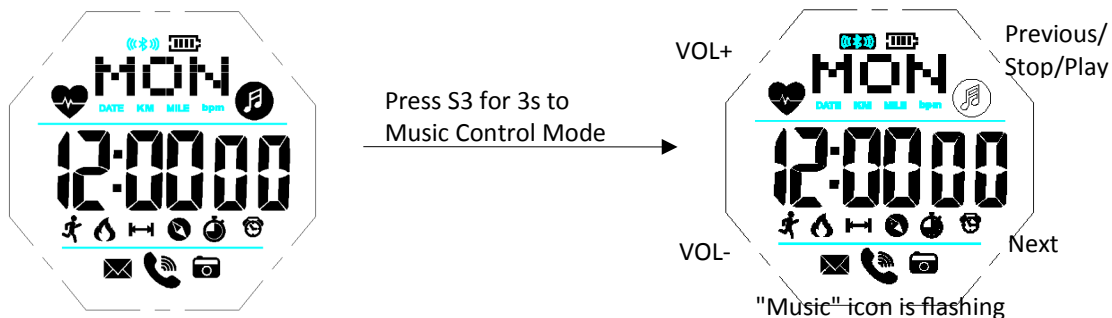 MON
DATE KM MILE bpm
12:00 00
Press S3 for 3s to
Music Control Mode
VOL+
MON
DATE KM MILE bpm
12:00 00
Previous/
Stop/Play
VOL-
Next
"Music" icon is flashing